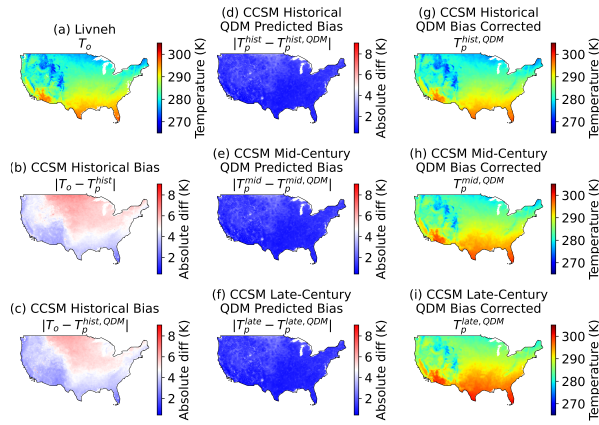 (a) Livneh
T_o
300
290
280
270
Temperature (K)
(b) CCSM Historical Bias
|T_o − T_p^{hist}|
8
6
4
2
Absolute diff (K)
(c) CCSM Historical Bias
|T_o − T_p^{hist,QDM}|
8
6
4
2
Absolute diff (K)
(d) CCSM Historical
QDM Predicted Bias
|T_p^{hist} − T_p^{hist,QDM}|
8
6
4
2
Absolute diff (K)
(e) CCSM Mid-Century
QDM Predicted Bias
|T_p^{mid} − T_p^{mid,QDM}|
8
6
4
2
Absolute diff (K)
(f) CCSM Late-Century
QDM Predicted Bias
|T_p^{late} − T_p^{late,QDM}|
8
6
4
2
Absolute diff (K)
(g) CCSM Historical
QDM Bias Corrected
T_p^{hist,QDM}
300
290
280
270
Temperature (K)
(h) CCSM Mid-Century
QDM Bias Corrected
T_p^{mid,QDM}
300
290
280
270
Temperature (K)
(i) CCSM Late-Century
QDM Bias Corrected
T_p^{late,QDM}
300
290
280
270
Temperature (K)